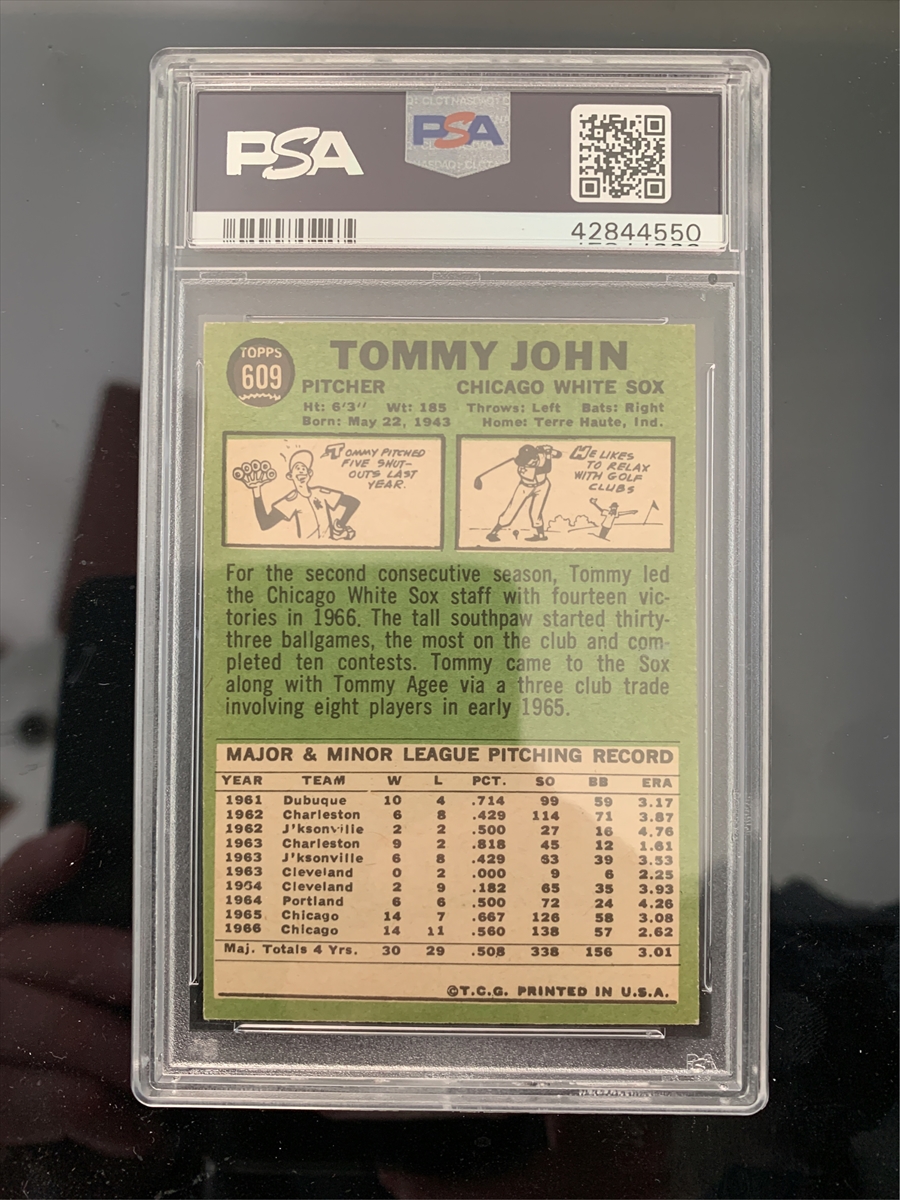 PSA
PSA
42844550
TOPPS
609
TOMMY JOHN
PITCHER CHICAGO WHITE SOX
Ht: 6'3" Wt: 185 Throws: Left Bats: Right
Born: May 22, 1943 Home: Terre Haute, Ind.
TOMMY PITCHED
FIVE SHUT-
OUTS LAST
YEAR.
HE LIKES
TO RELAX
WITH GOLF
CLUBS
For the second consecutive season, Tommy led
the Chicago White Sox staff with fourteen vic-
tories in 1966. The tall southpaw started thirty-
three ballgames, the most on the club and com-
pleted ten contests. Tommy came to the Sox
along with Tommy Agee via a three club trade
involving eight players in early 1965.
MAJOR & MINOR LEAGUE PITCHING RECORD
YEAR TEAM W L PCT. SO BB ERA
1961 Dubuque 10 4 .714 99 59 3.17
1962 Charleston 6 8 .429 114 71 3.87
1962 J'ksonville 2 2 .500 27 16 4.76
1963 Charleston 9 2 .818 45 12 1.61
1963 J'ksonville 6 8 .429 63 39 3.53
1963 Cleveland 0 2 .000 9 6 2.25
1964 Cleveland 2 9 .182 65 35 3.93
1964 Portland 6 6 .500 72 24 4.26
1965 Chicago 14 7 .667 126 58 3.08
1966 Chicago 14 11 .560 138 57 2.62
Maj. Totals 4 Yrs. 30 29 .508 338 156 3.01
©T.C.G. PRINTED IN U.S.A.
PSA